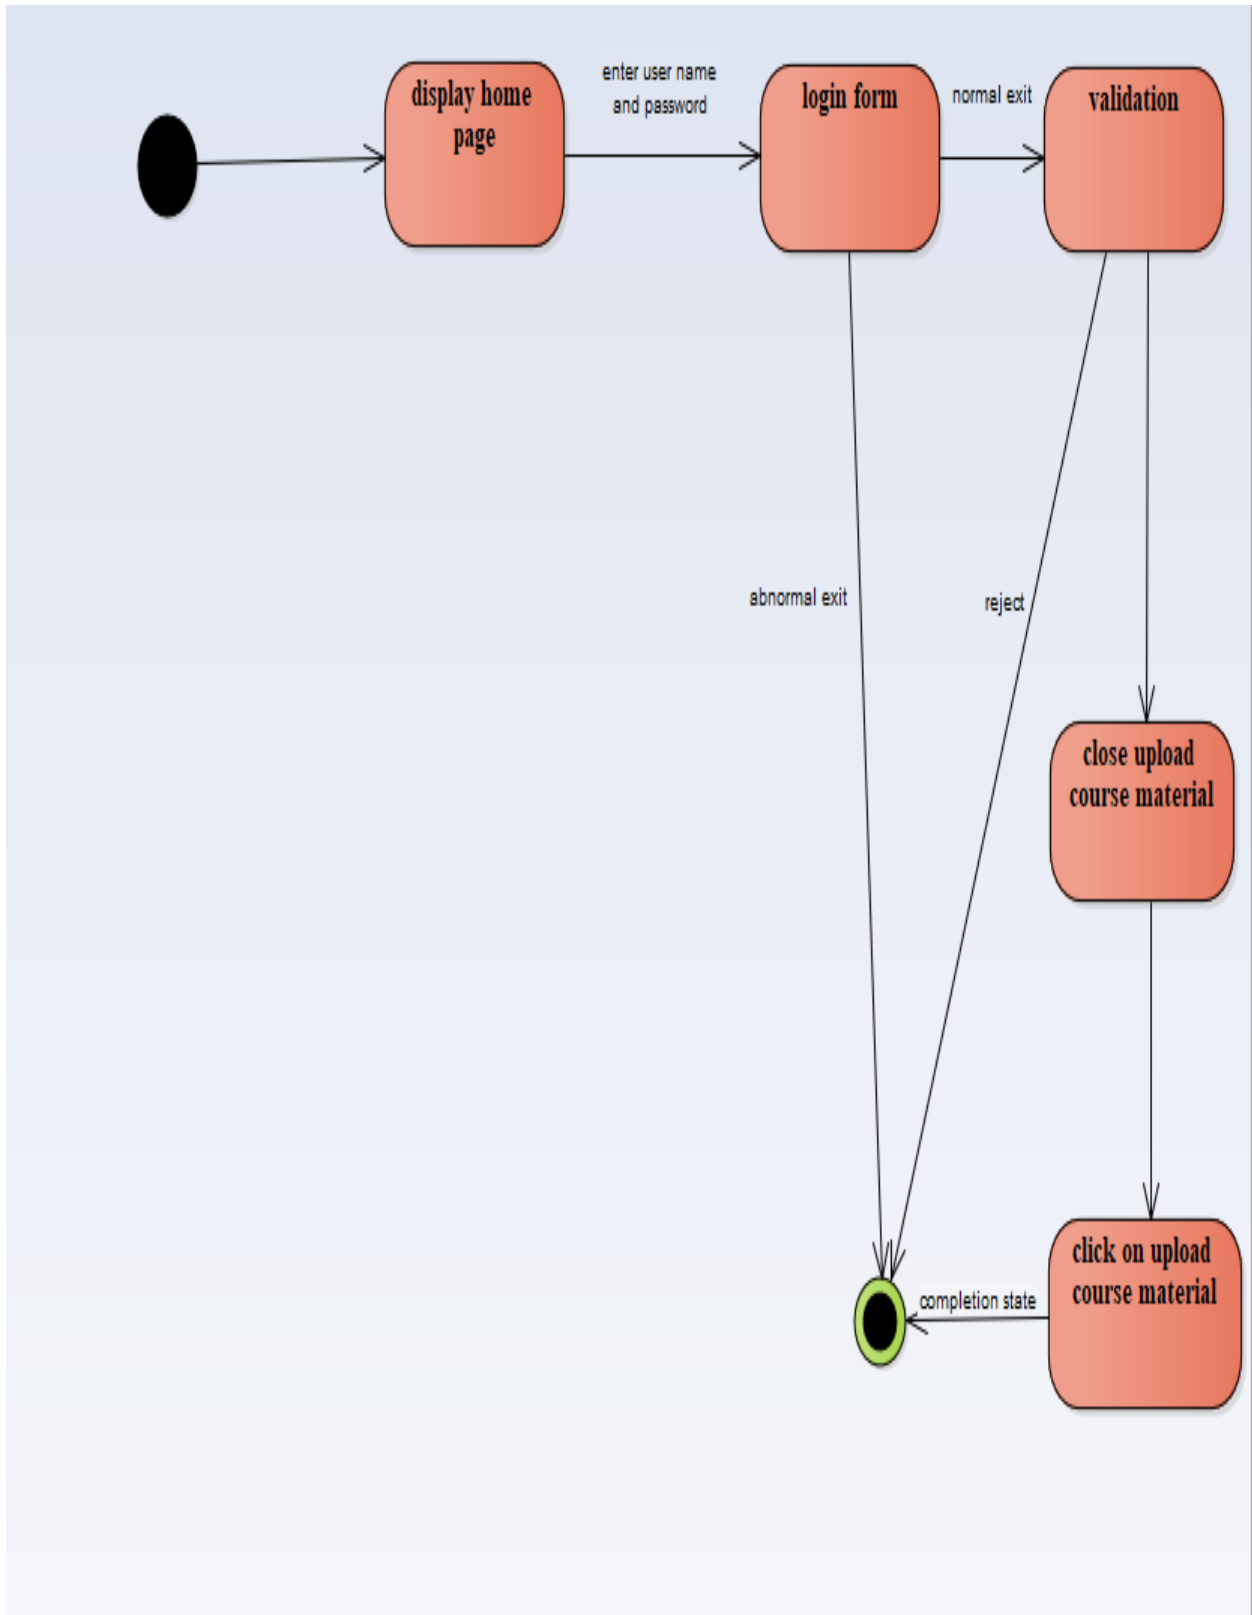 display home
page
enter user name
and password
login form
normal exit
validation
abnormal exit
reject
close upload
course material
click on upload
course material
completion state